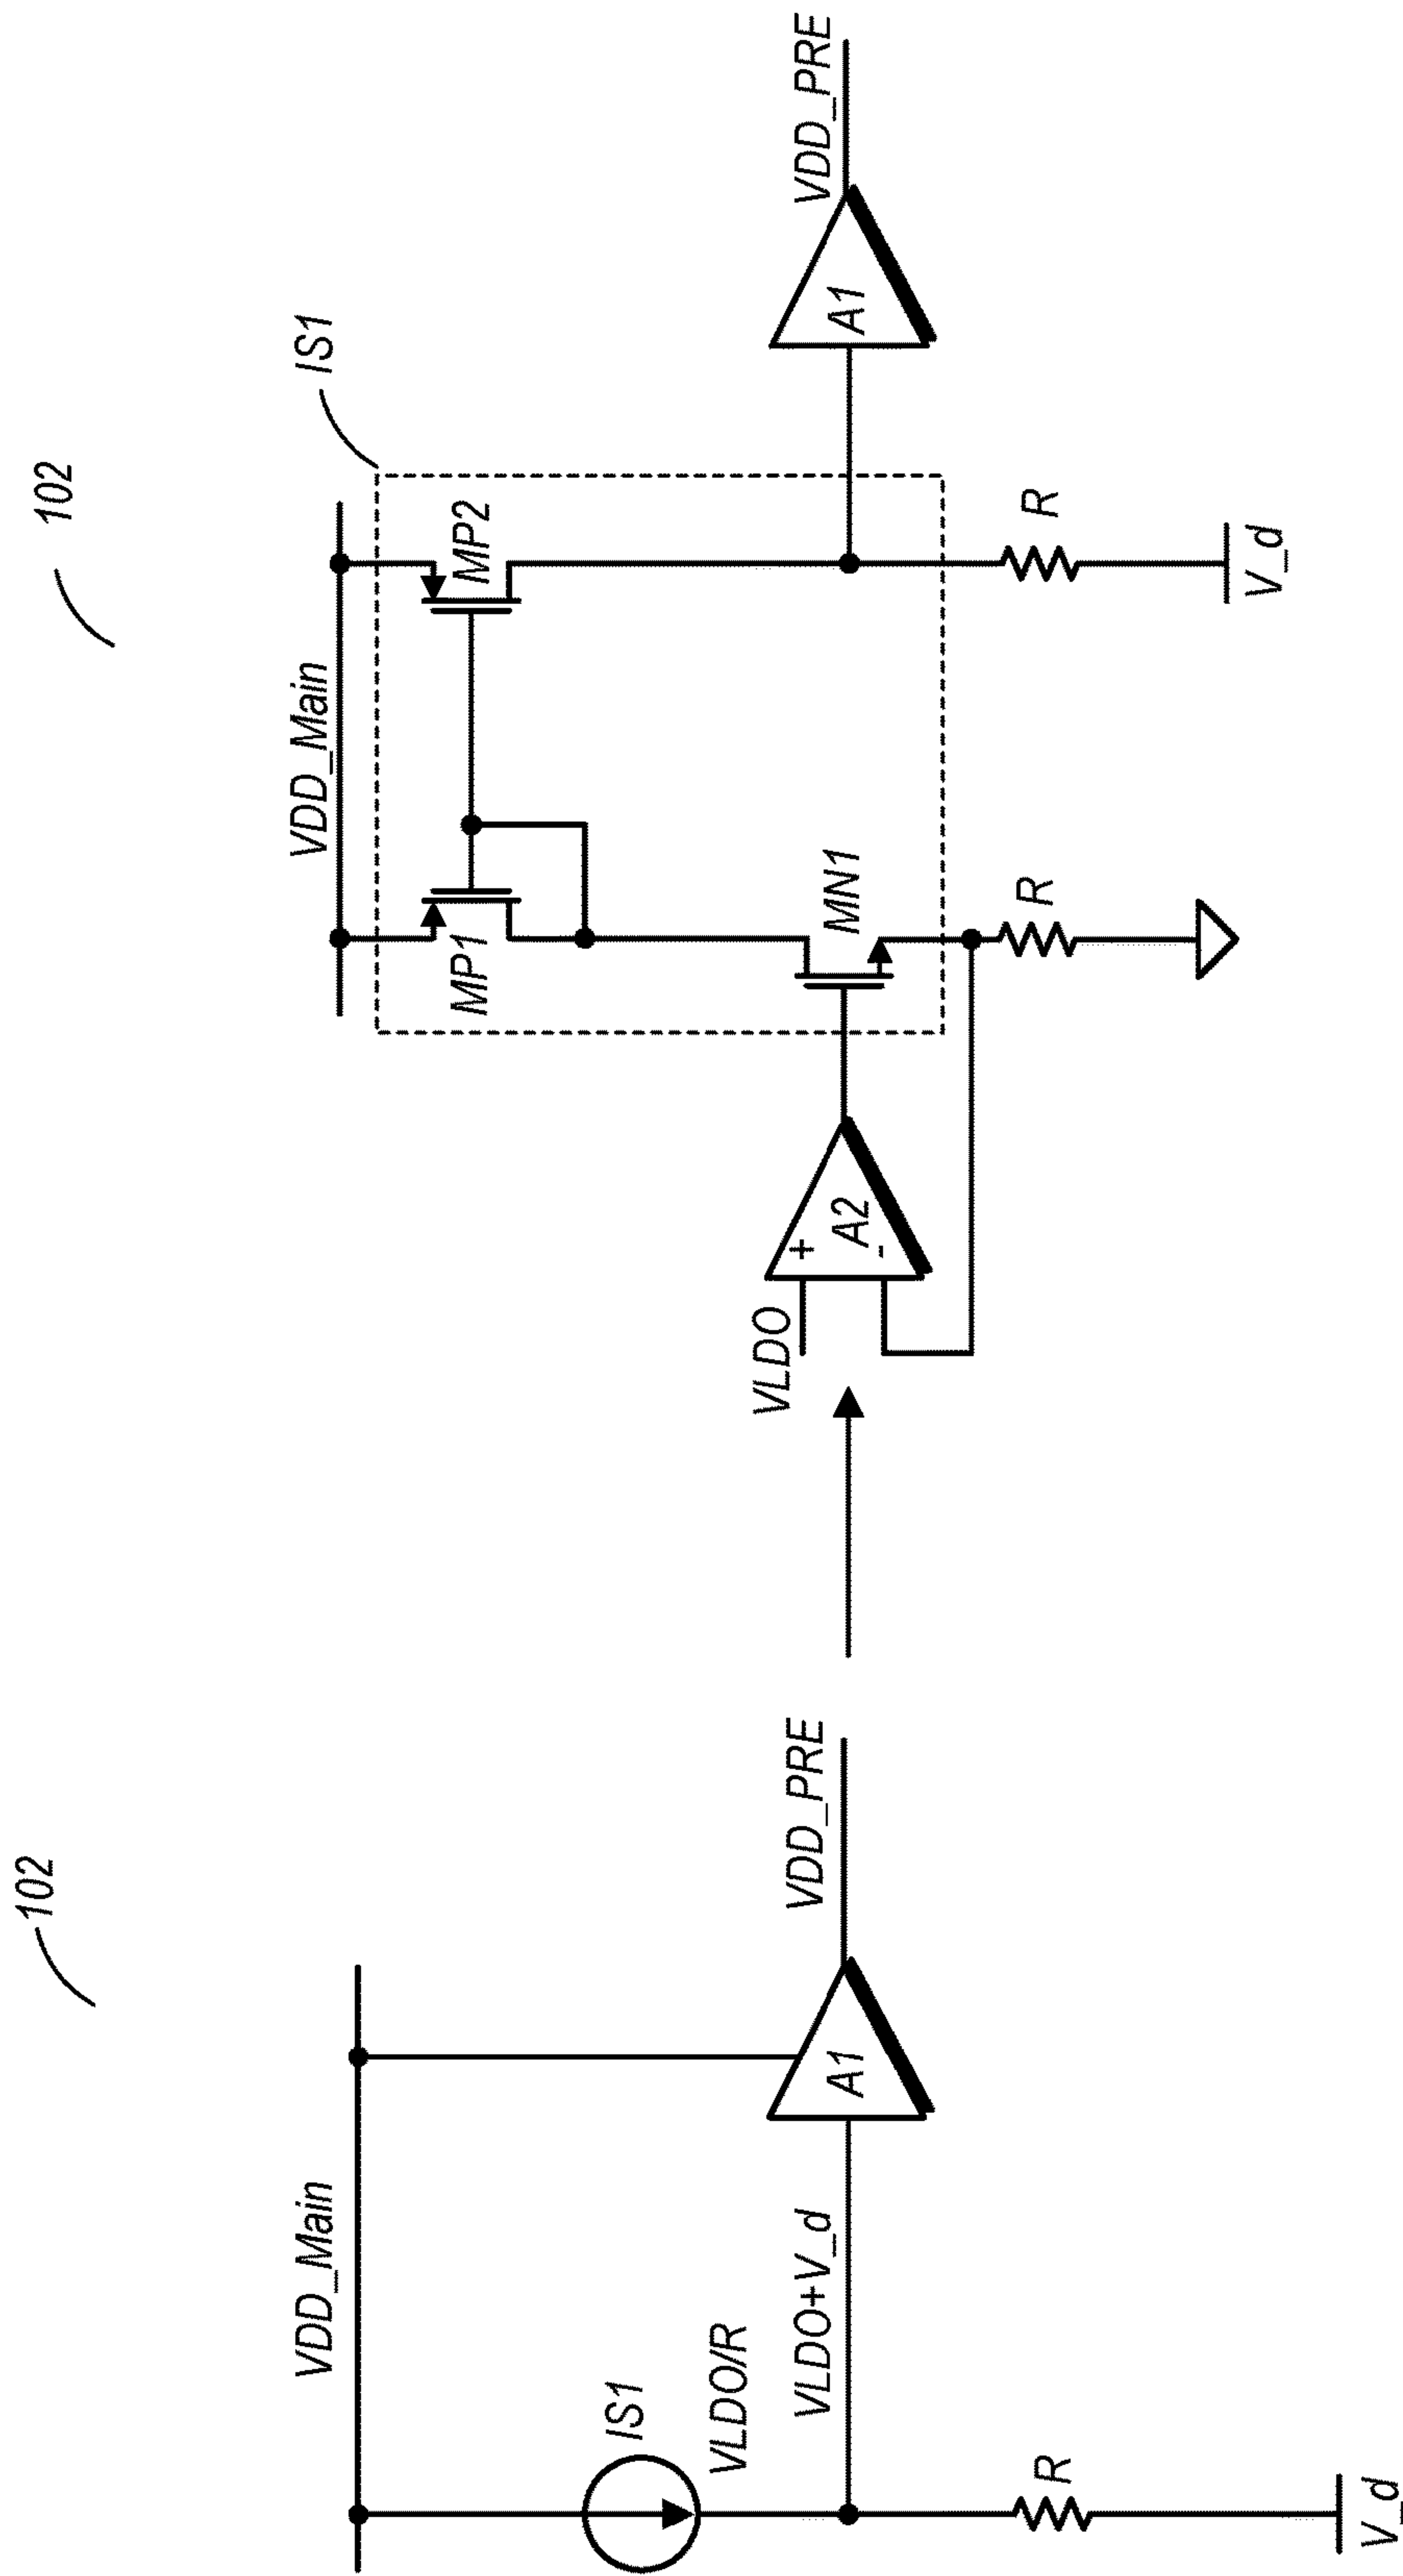 102
VDD_Main
IS1
VLDO/R
VLDO+V_d
A1
VDD_PRE
R
V_d
102
VDD_Main
IS1
MP1
MP2
VLDO
+
-
A2
MN1
A1
VDD_PRE
R
R
V_d